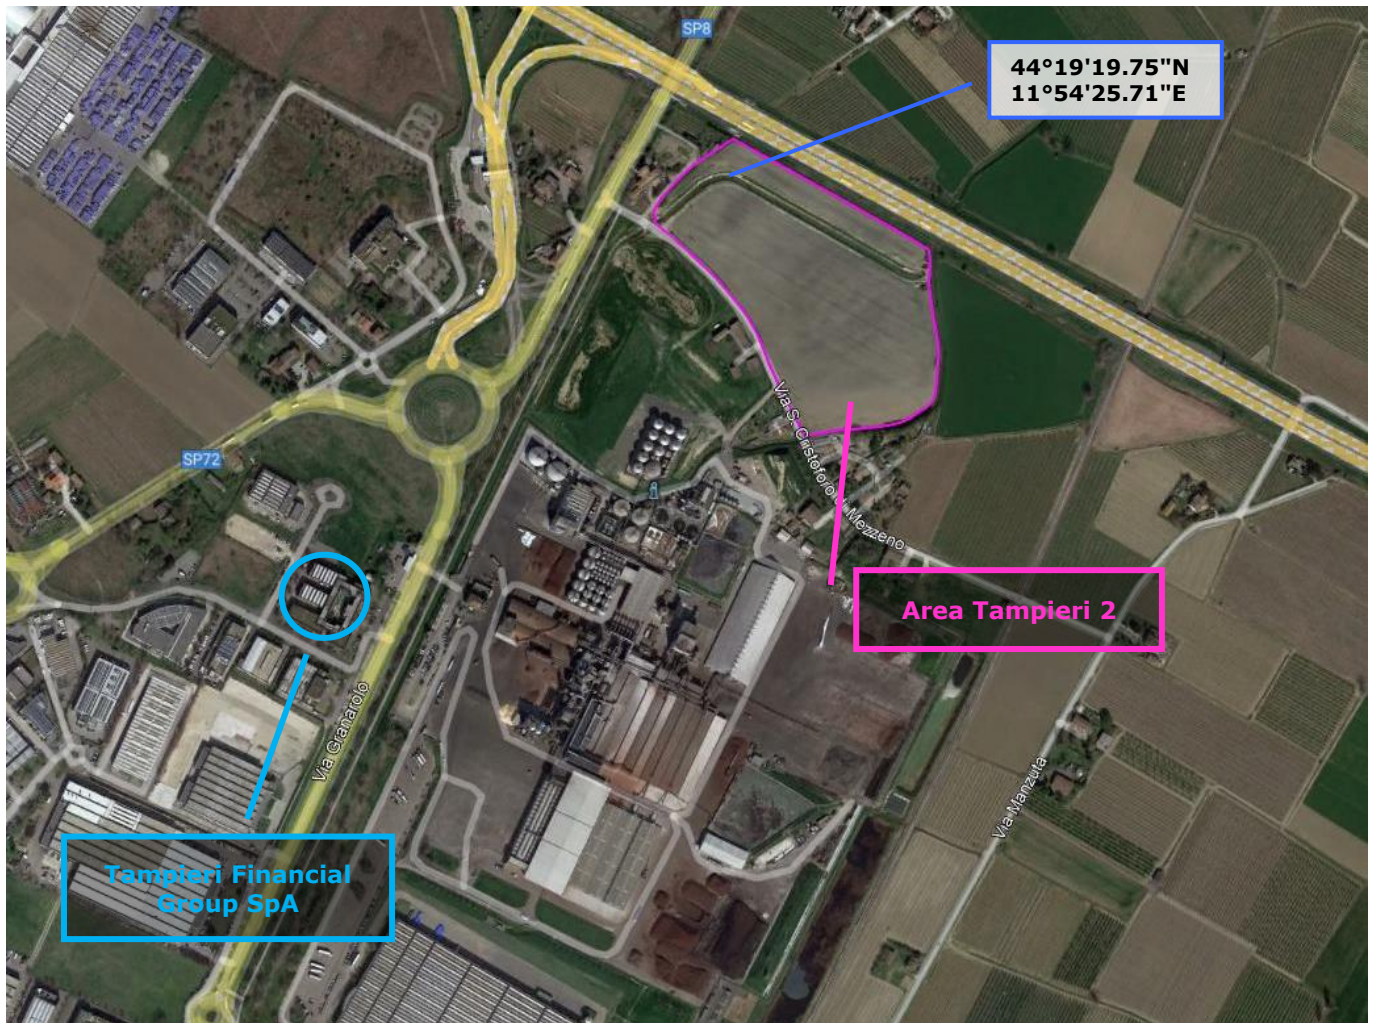 SP8
44°19'19.75"N
11°54'25.71"E
SP72
Via S. Cristoforo di Mezzeno
Area Tampieri 2
Via Granarolo
Via Manzuta
Tampieri Financial
Group SpA